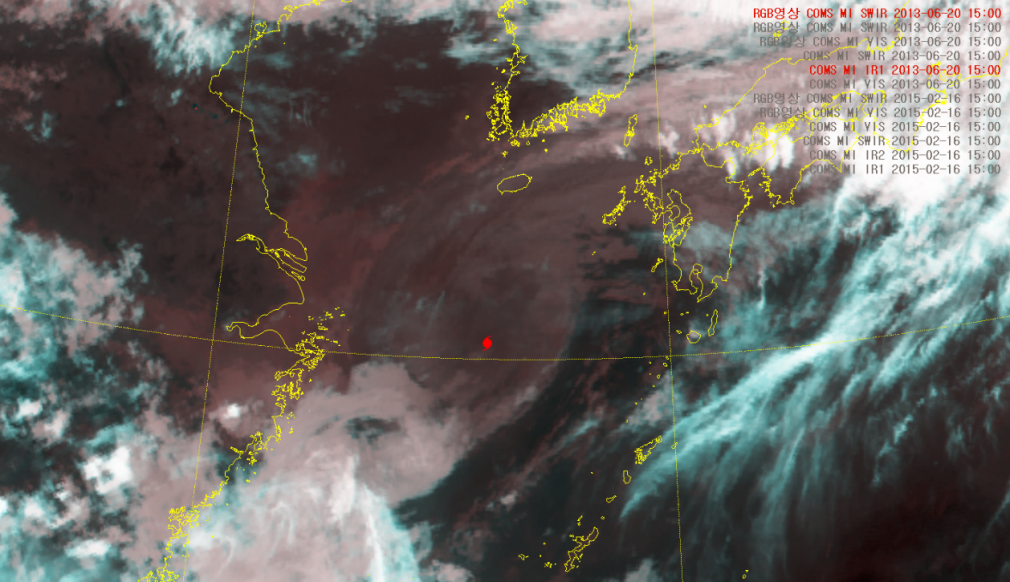 RGB영상 COMS MI SWIR 2013-06-20 15:00
RGB영상 COMS MI SWIR 2013-06-20 15:00
RGB영상 COMS MI VIS 2013-06-20 15:00
COMS MI SWIR 2013-06-20 15:00
COMS MI IR1 2013-06-20 15:00
COMS MI VIS 2013-06-20 15:00
RGB영상 COMS MI SWIR 2015-02-16 15:00
RGB영상 COMS MI VIS 2015-02-16 15:00
COMS MI VIS 2015-02-16 15:00
COMS MI SWIR 2015-02-16 15:00
COMS MI IR2 2015-02-16 15:00
COMS MI IR1 2015-02-16 15:00